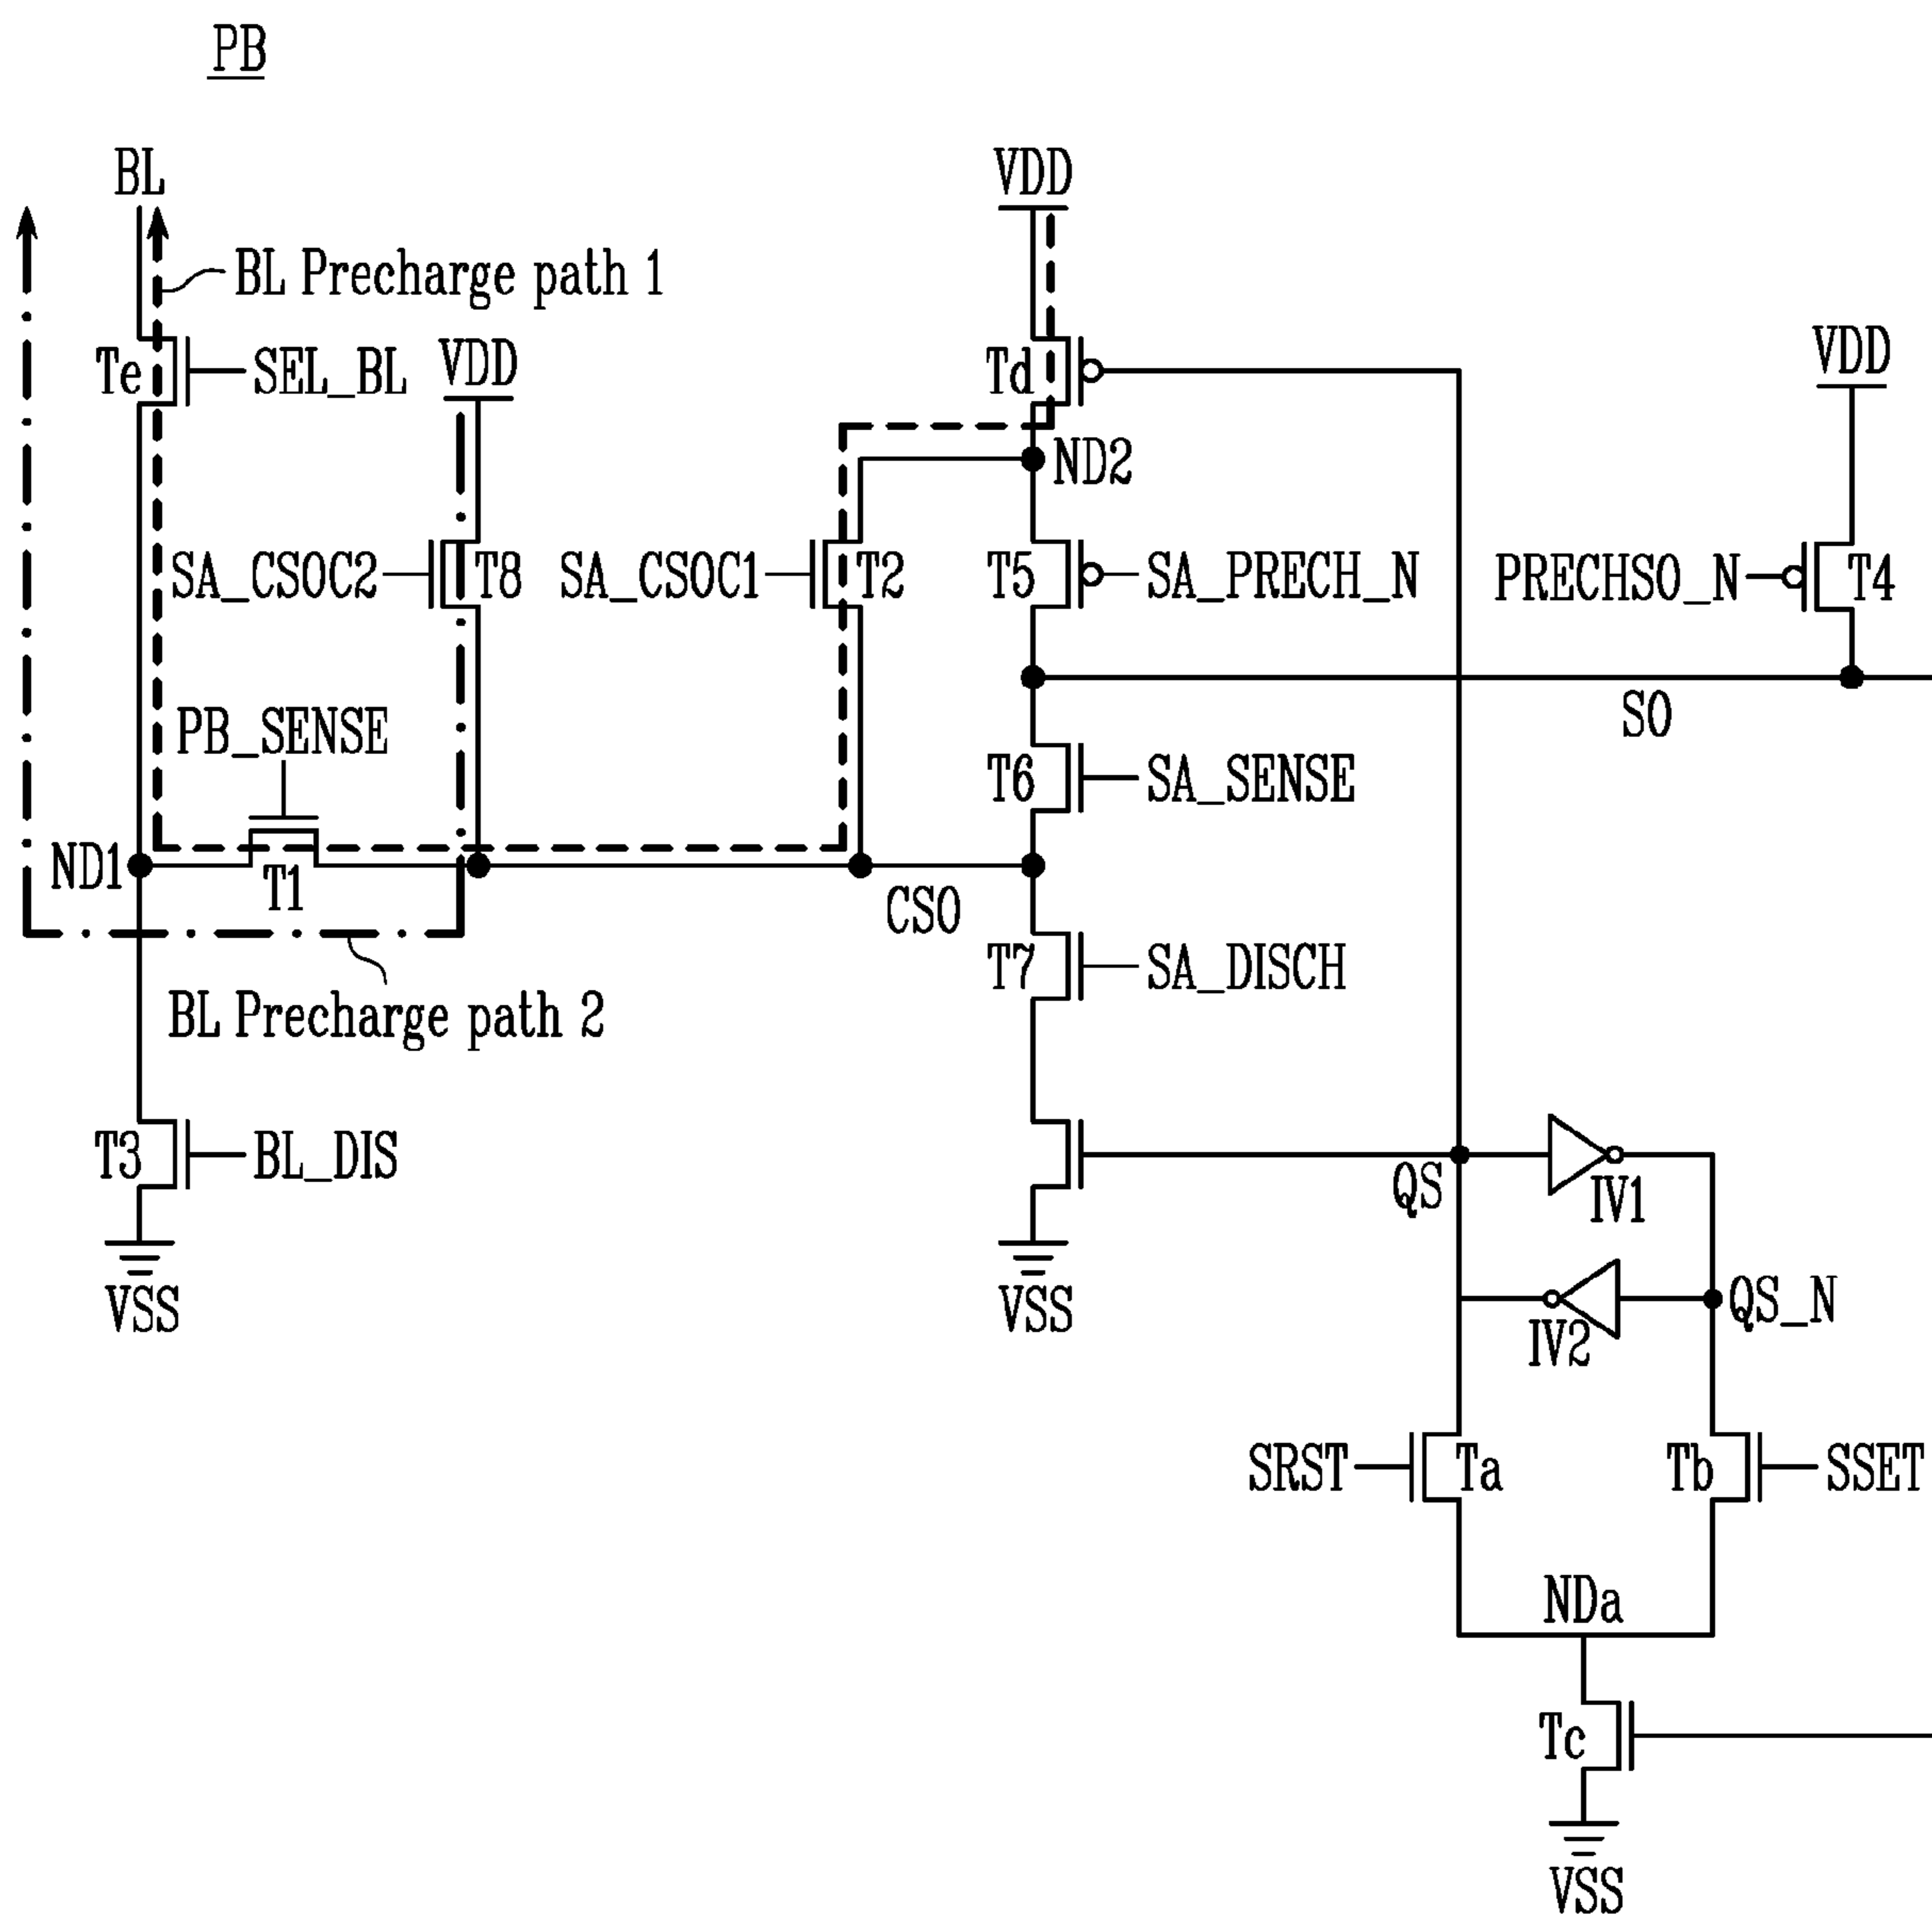 PB
BL
VDD
BL Precharge path 1
VDD
Te
SEL_BL
VDD
Td
ND2
SA_CSOC2
T8
SA_CSOC1
T2
T5
SA_PRECH_N
PRECHSO_N
T4
SO
PB_SENSE
T6
SA_SENSE
ND1
T1
CSO
T7
SA_DISCH
BL Precharge path 2
T3
BL_DIS
QS
IV1
VSS
VSS
IV2
QS_N
SRST
Ta
Tb
SSET
NDa
Tc
VSS